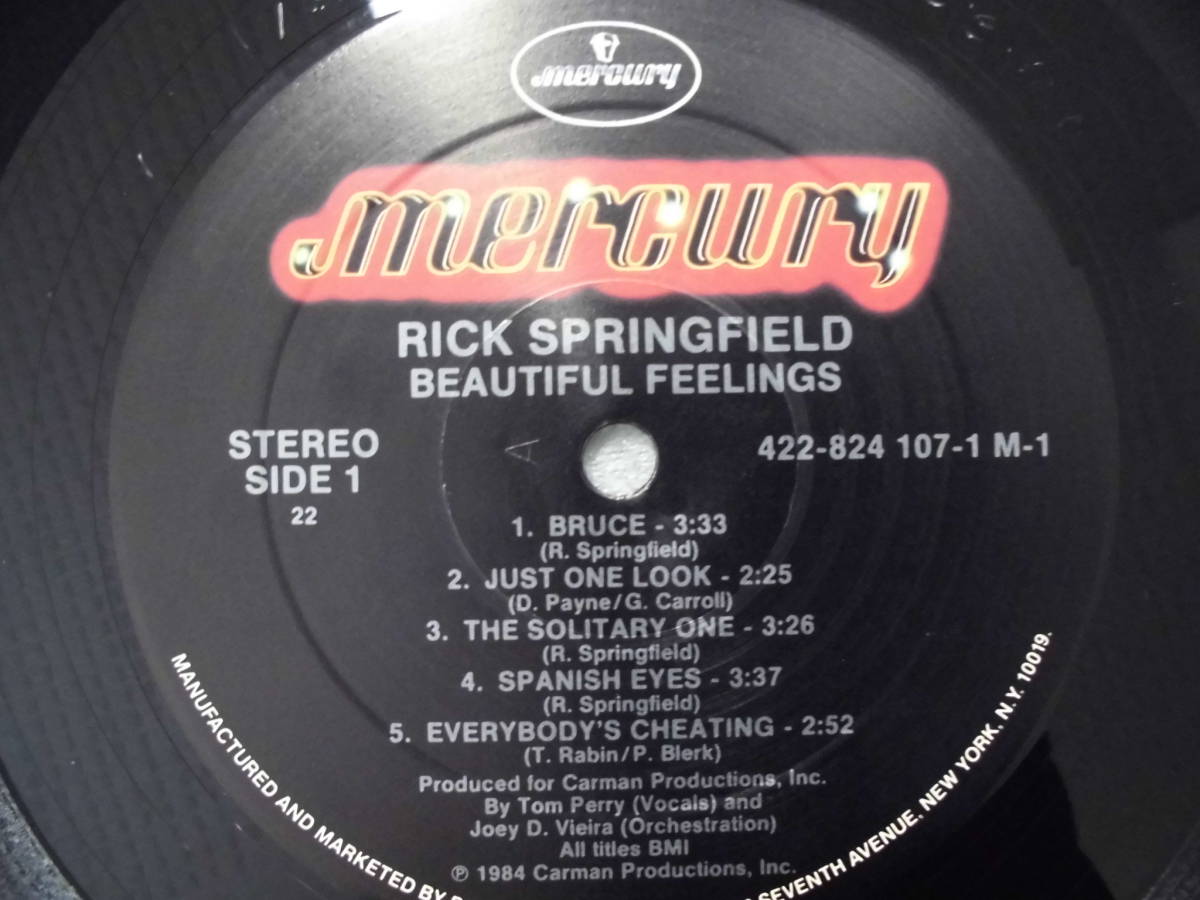 mercury
mercury
RICK SPRINGFIELD
BEAUTIFUL FEELINGS
STEREO
SIDE 1
22
422-824 107-1 M-1
1. BRUCE - 3:33
(R. Springfield)
2. JUST ONE LOOK - 2:25
(D. Payne/G. Carroll)
3. THE SOLITARY ONE - 3:26
(R. Springfield)
4. SPANISH EYES - 3:37
(R. Springfield)
5. EVERYBODY'S CHEATING - 2:52
(T. Rabin/P. Blerk)
Produced for Carman Productions, Inc.
By Tom Perry (Vocals) and
Joey D. Vieira (Orchestration)
All titles BMI
℗ 1984 Carman Productions, Inc.
MANUFACTURED AND MARKETED BY SEVENTH AVENUE, NEW YORK, N.Y. 10019.
A